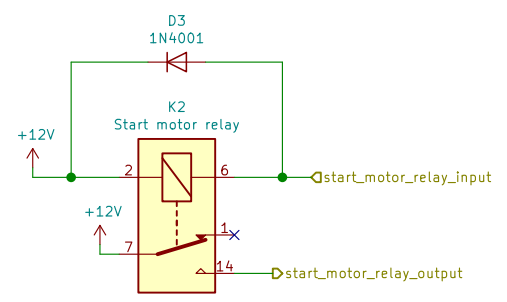 D3
1N4001
K2
Start motor relay
+12V
2
6
start_motor_relay_input
+12V
1
7
14
start_motor_relay_output